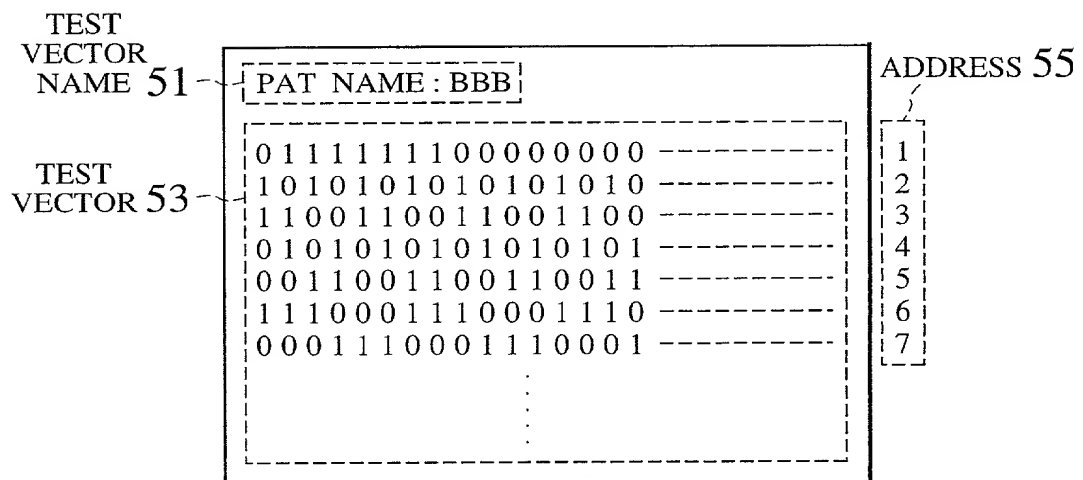 TEST
VECTOR
NAME 51
PAT NAME : BBB
ADDRESS 55
TEST
VECTOR 53
0 1 1 1 1 1 1 1 0 0 0 0 0 0 0 0 ---------- 1
1 0 1 0 1 0 1 0 1 0 1 0 1 0 1 0 ---------- 2
1 1 0 0 1 1 0 0 1 1 0 0 1 1 0 0 ---------- 3
0 1 0 1 0 1 0 1 0 1 0 1 0 1 0 1 ---------- 4
0 0 1 1 0 0 1 1 0 0 1 1 0 0 1 1 ---------- 5
1 1 1 0 0 0 1 1 1 0 0 0 1 1 1 0 ---------- 6
0 0 0 1 1 1 0 0 0 1 1 1 0 0 0 1 ---------- 7